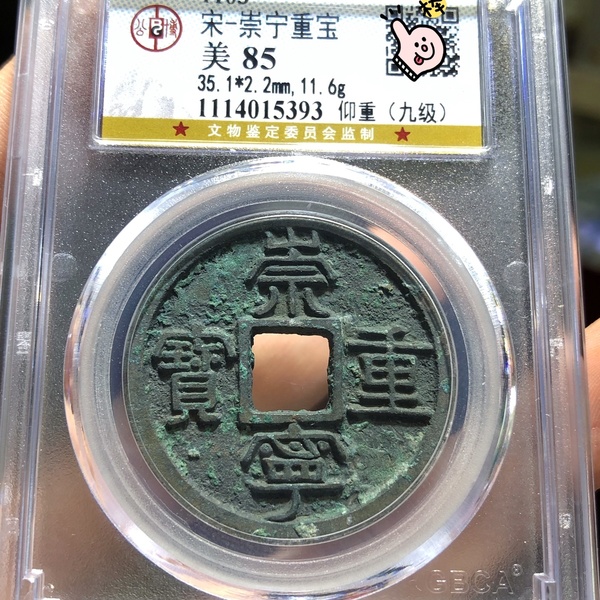 1103
宋-崇宁重宝
美 85
35.1*2.2mm,11.6g
1114015393 仰重（九级）
★ 文物鉴定委员会监制 ★
崇
寶 重
寧
GBCA®